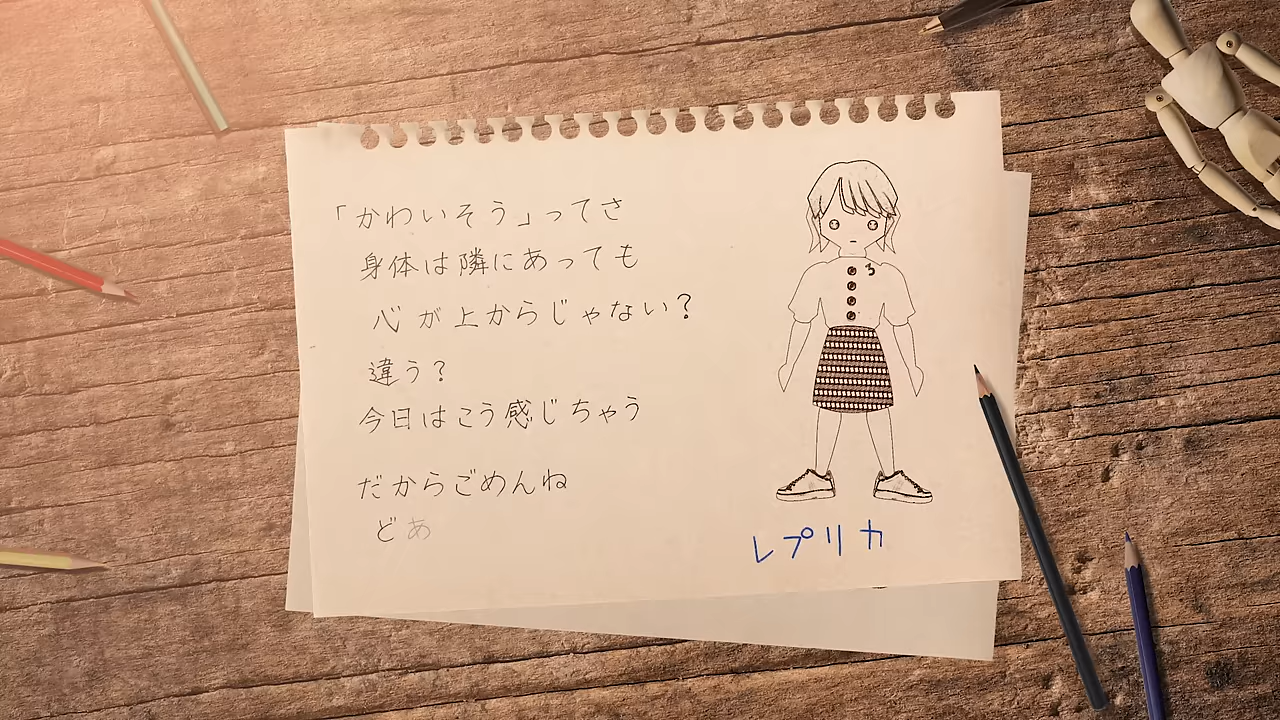 「かわいそう」ってさ
身体は隣にあっても
心が上からじゃない?
違う?
今日はこう感じちゃう
だからごめんね
どあ
ろ
レプリカ